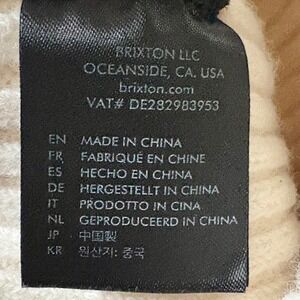 BRIXTON LLC
OCEANSIDE, CA. USA
brixton.com
VAT# DE282983953
EN MADE IN CHINA
FR FABRIQUÉ EN CHINE
ES HECHO EN CHINA
DE HERGESTELLT IN CHINA
IT PRODOTTO IN CINA
NL GEPRODUCEERD IN CHINA
JP 中国製
KR 원산지: 중국